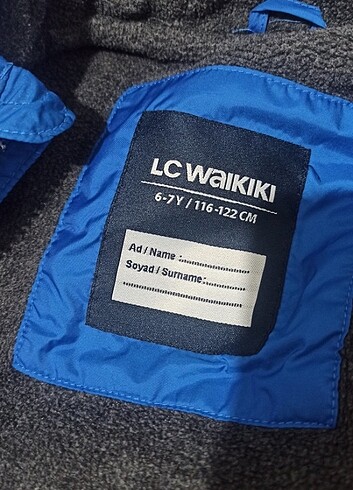 LC WAIKIKI
6-7Y / 116-122 CM
Ad / Name :
Soyad / Surname: